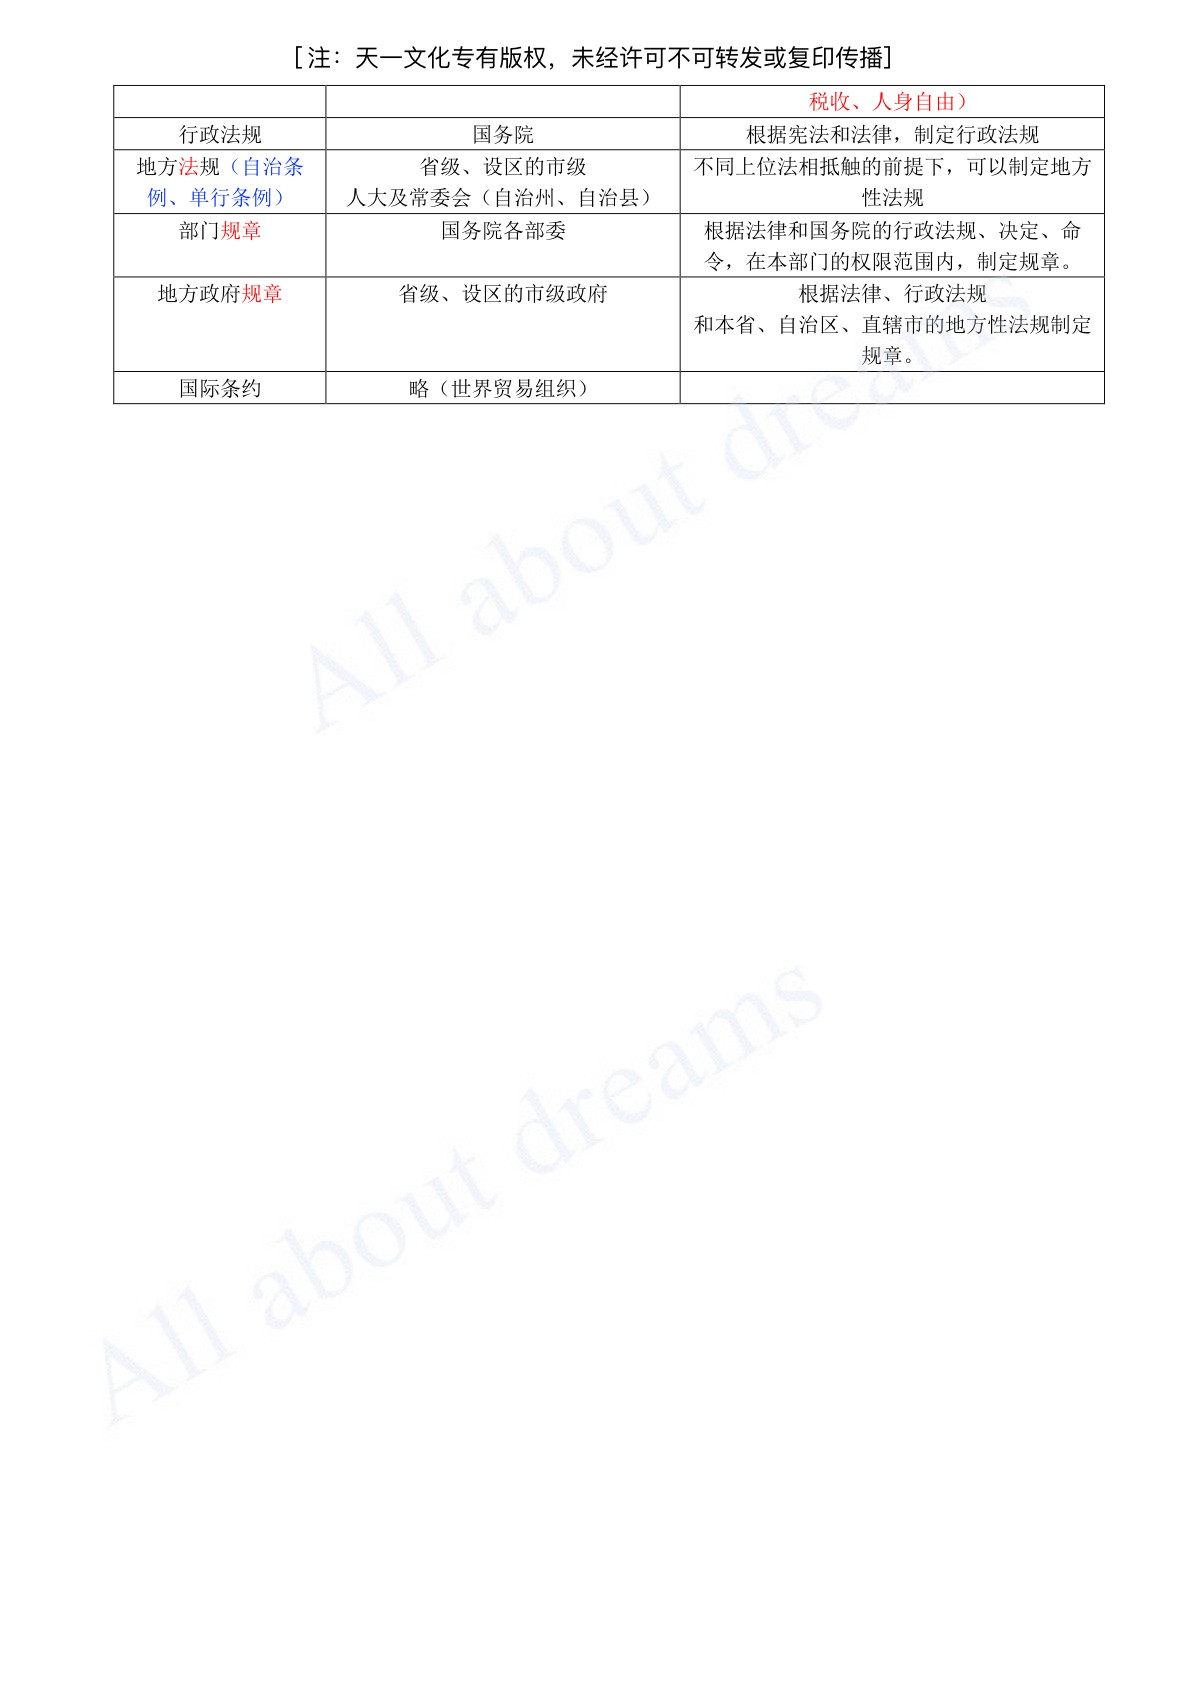 [注：天一文化专有版权，未经许可不可转发或复印传播]
税收、人身自由）
行政法规
国务院
根据宪法和法律，制定行政法规
地方法规（自治条
例、单行条例）
省级、设区的市级
人大及常委会（自治州、自治县）
不同上位法相抵触的前提下，可以制定地方
性法规
部门规章
国务院各部委
根据法律和国务院的行政法规、决定、命
令，在本部门的权限范围内，制定规章。
地方政府规章
省级、设区的市级政府
根据法律、行政法规
和本省、自治区、直辖市的地方性法规制定
规章。
国际条约
略（世界贸易组织）
All about dreams
All about dreams